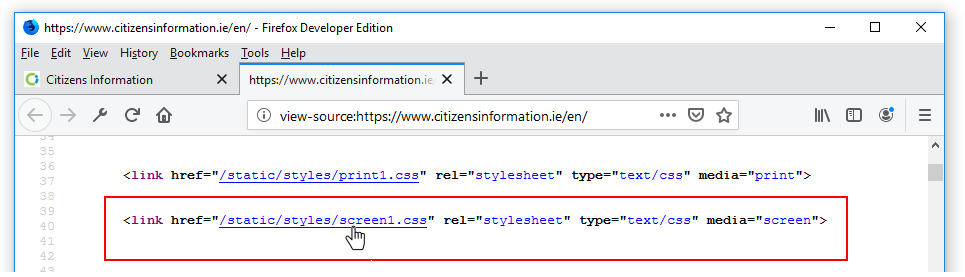 https://www.citizensinformation.ie/en/ - Firefox Developer Edition
File Edit View History Bookmarks Tools Help
Citizens Information
https://www.citizensinformation.ie
view-source:https://www.citizensinformation.ie/en/
34
35
36
37 <link href="/static/styles/print1.css" rel="stylesheet" type="text/css" media="print">
38
39
40 <link href="/static/styles/screen1.css" rel="stylesheet" type="text/css" media="screen">
41
42
43